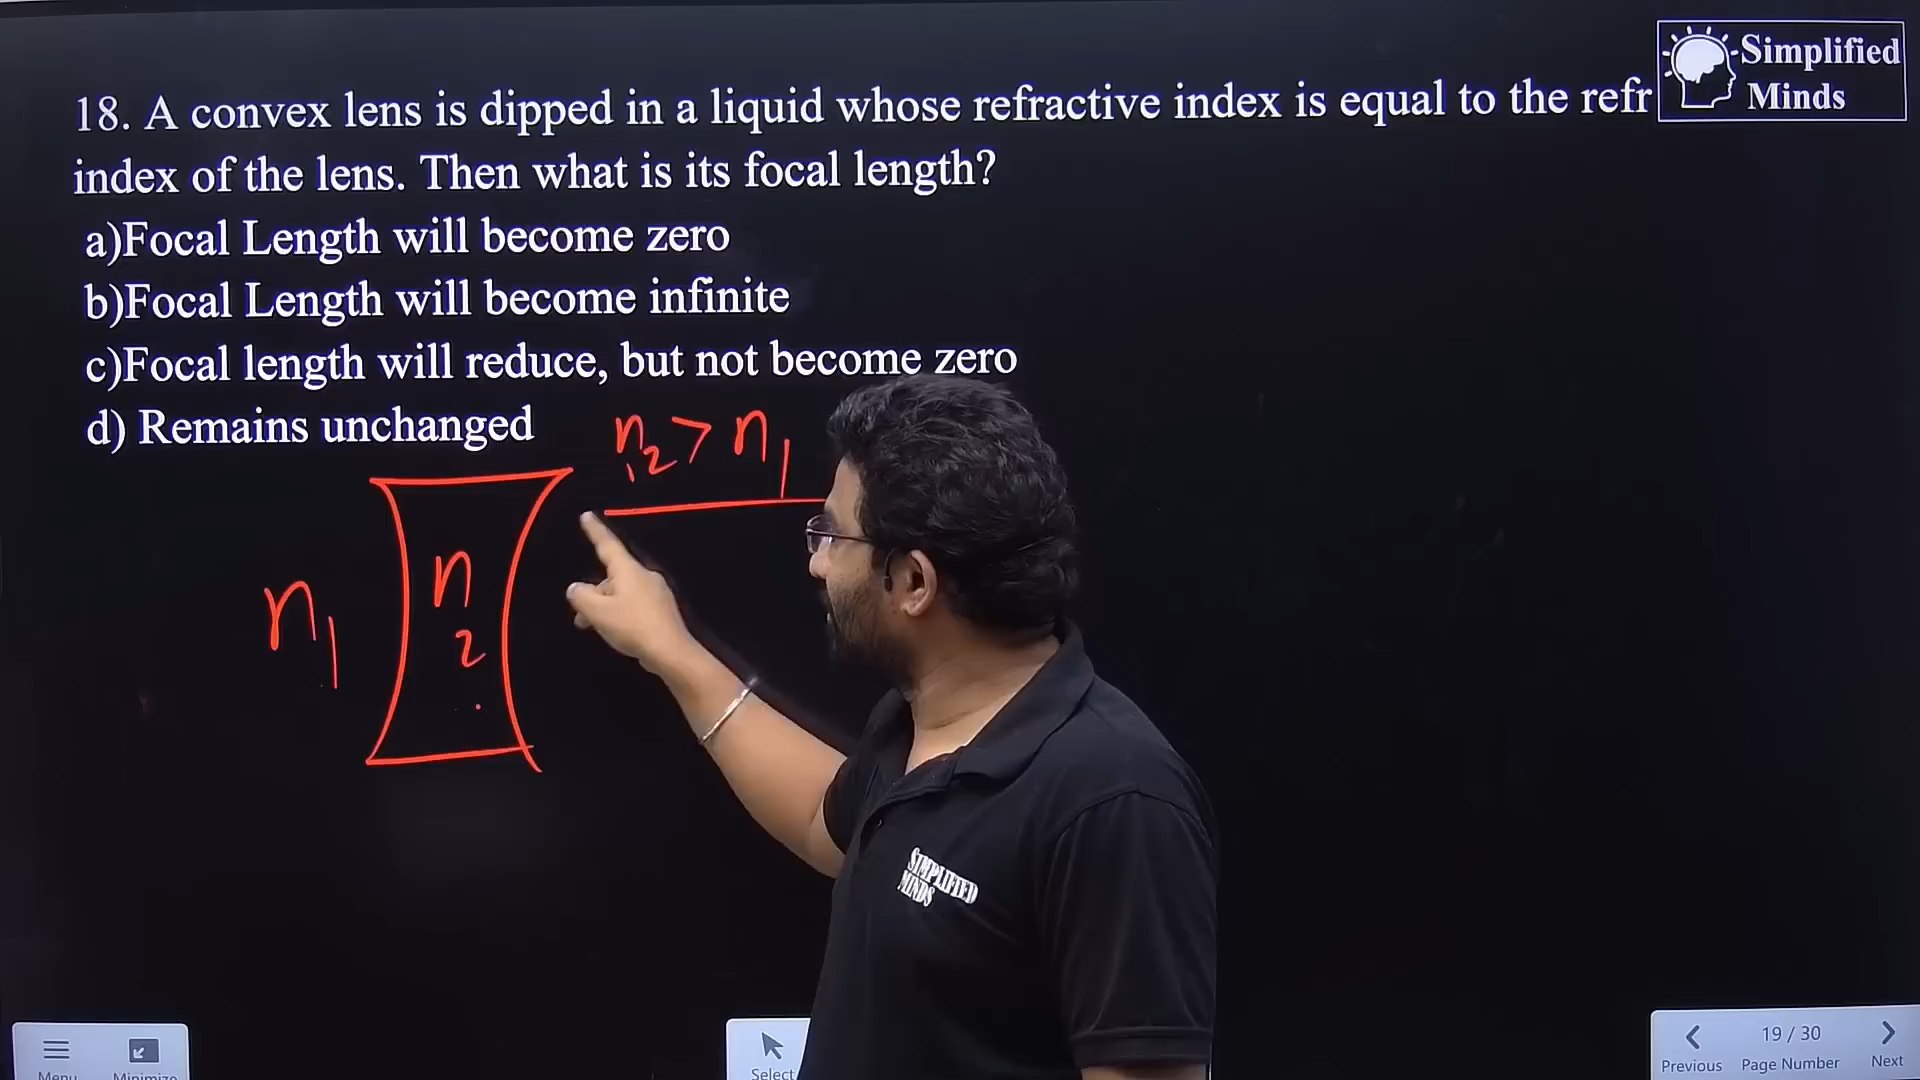 Simplified
Minds
18. A convex lens is dipped in a liquid whose refractive index is equal to the refr
index of the lens. Then what is its focal length?
a)Focal Length will become zero
b)Focal Length will become infinite
c)Focal length will reduce, but not become zero
d) Remains unchanged
n2 > n1
n1
n
2
SIMPLIFIED
MINDS
Menu
Minimize
Select
Previous
19 / 30
Page Number
Next